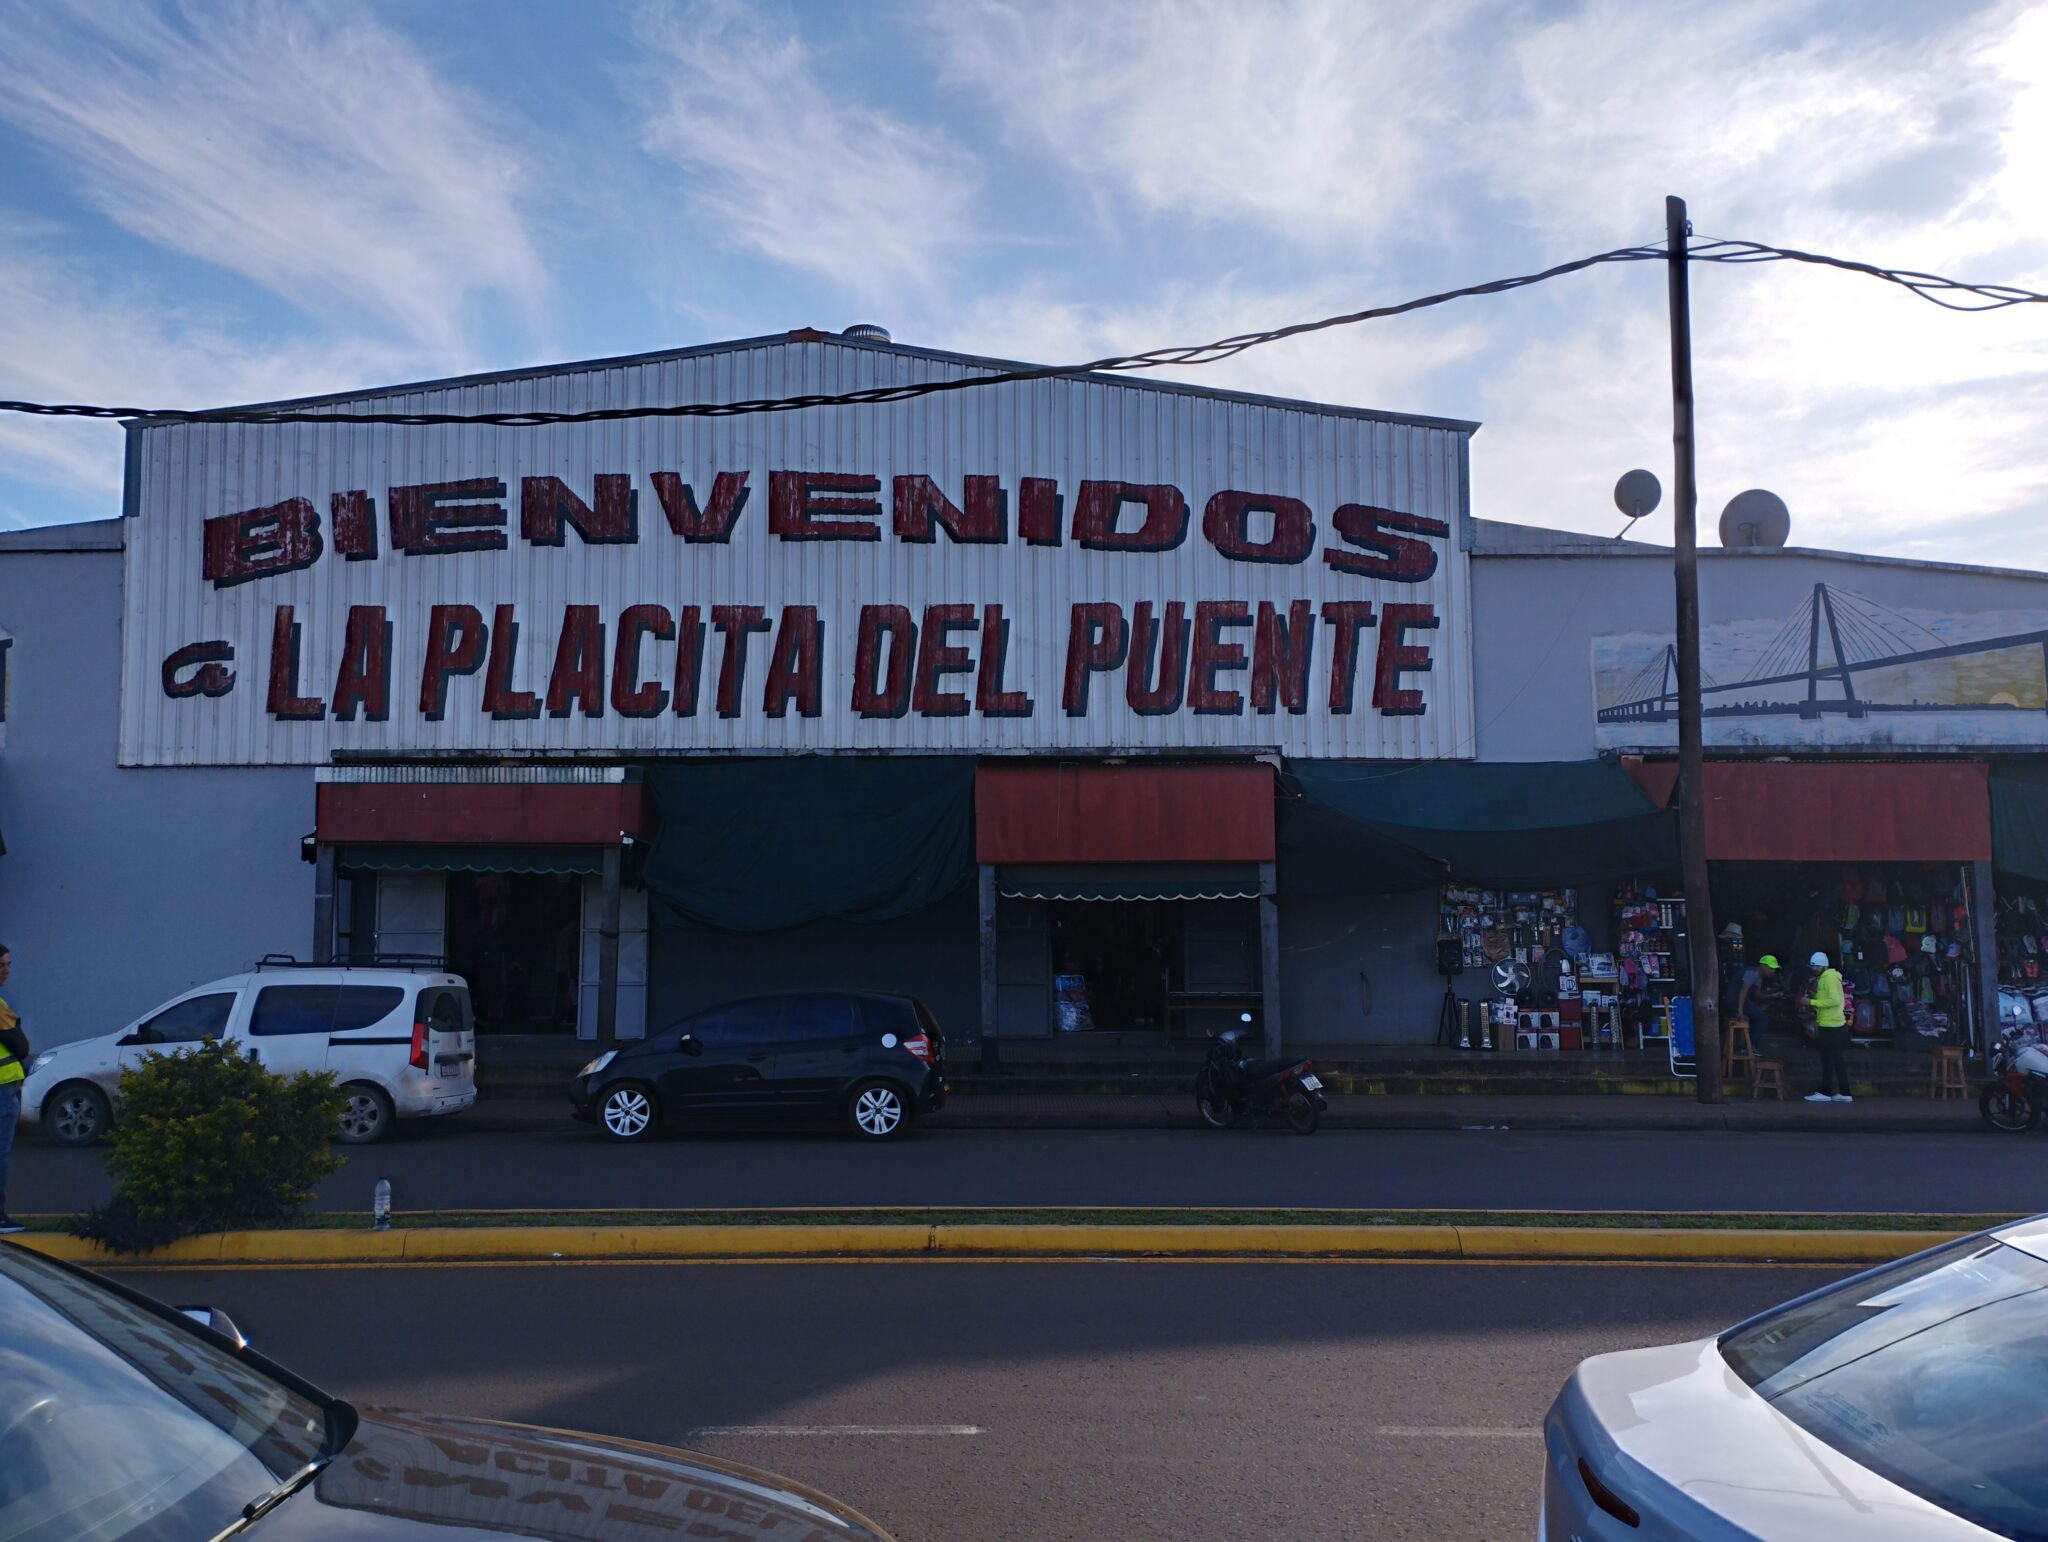 BIENVENIDOS
a LA PLACITA DEL PUENTE